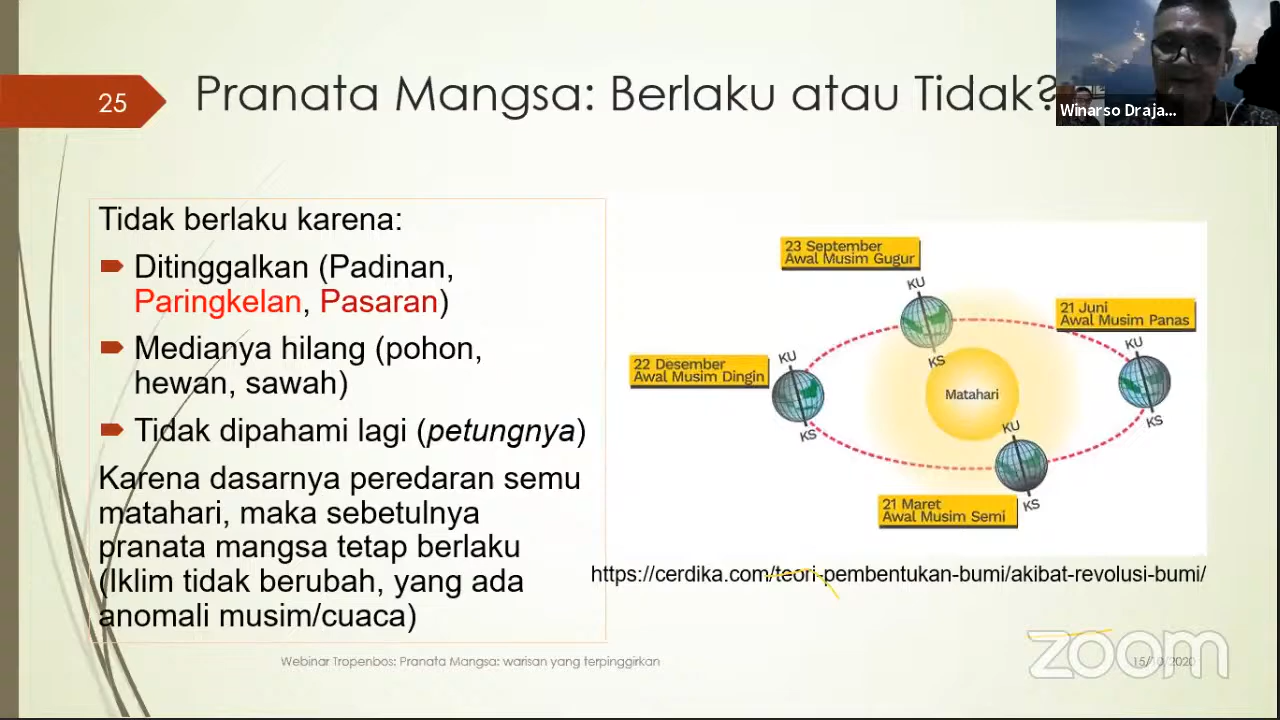 25
Pranata Mangsa: Berlaku atau Tidak?
Winarso Draja...
Tidak berlaku karena:
Ditinggalkan (Padinan,
Paringkelan, Pasaran)
Medianya hilang (pohon,
hewan, sawah)
Tidak dipahami lagi (petungnya)
Karena dasarnya peredaran semu
matahari, maka sebetulnya
pranata mangsa tetap berlaku
(Iklim tidak berubah, yang ada
anomali musim/cuaca)
23 September
Awal Musim Gugur
KU
KS
21 Juni
Awal Musim Panas
KU
KS
22 Desember
Awal Musim Dingin
KU
KS
Matahari
KU
KS
21 Maret
Awal Musim Semi
https://cerdika.com/teori-pembentukan-bumi/akibat-revolusi-bumi/
Webinar Tropenbos: Pranata Mangsa: warisan yang terpinggirkan
15/10/2020
zoom